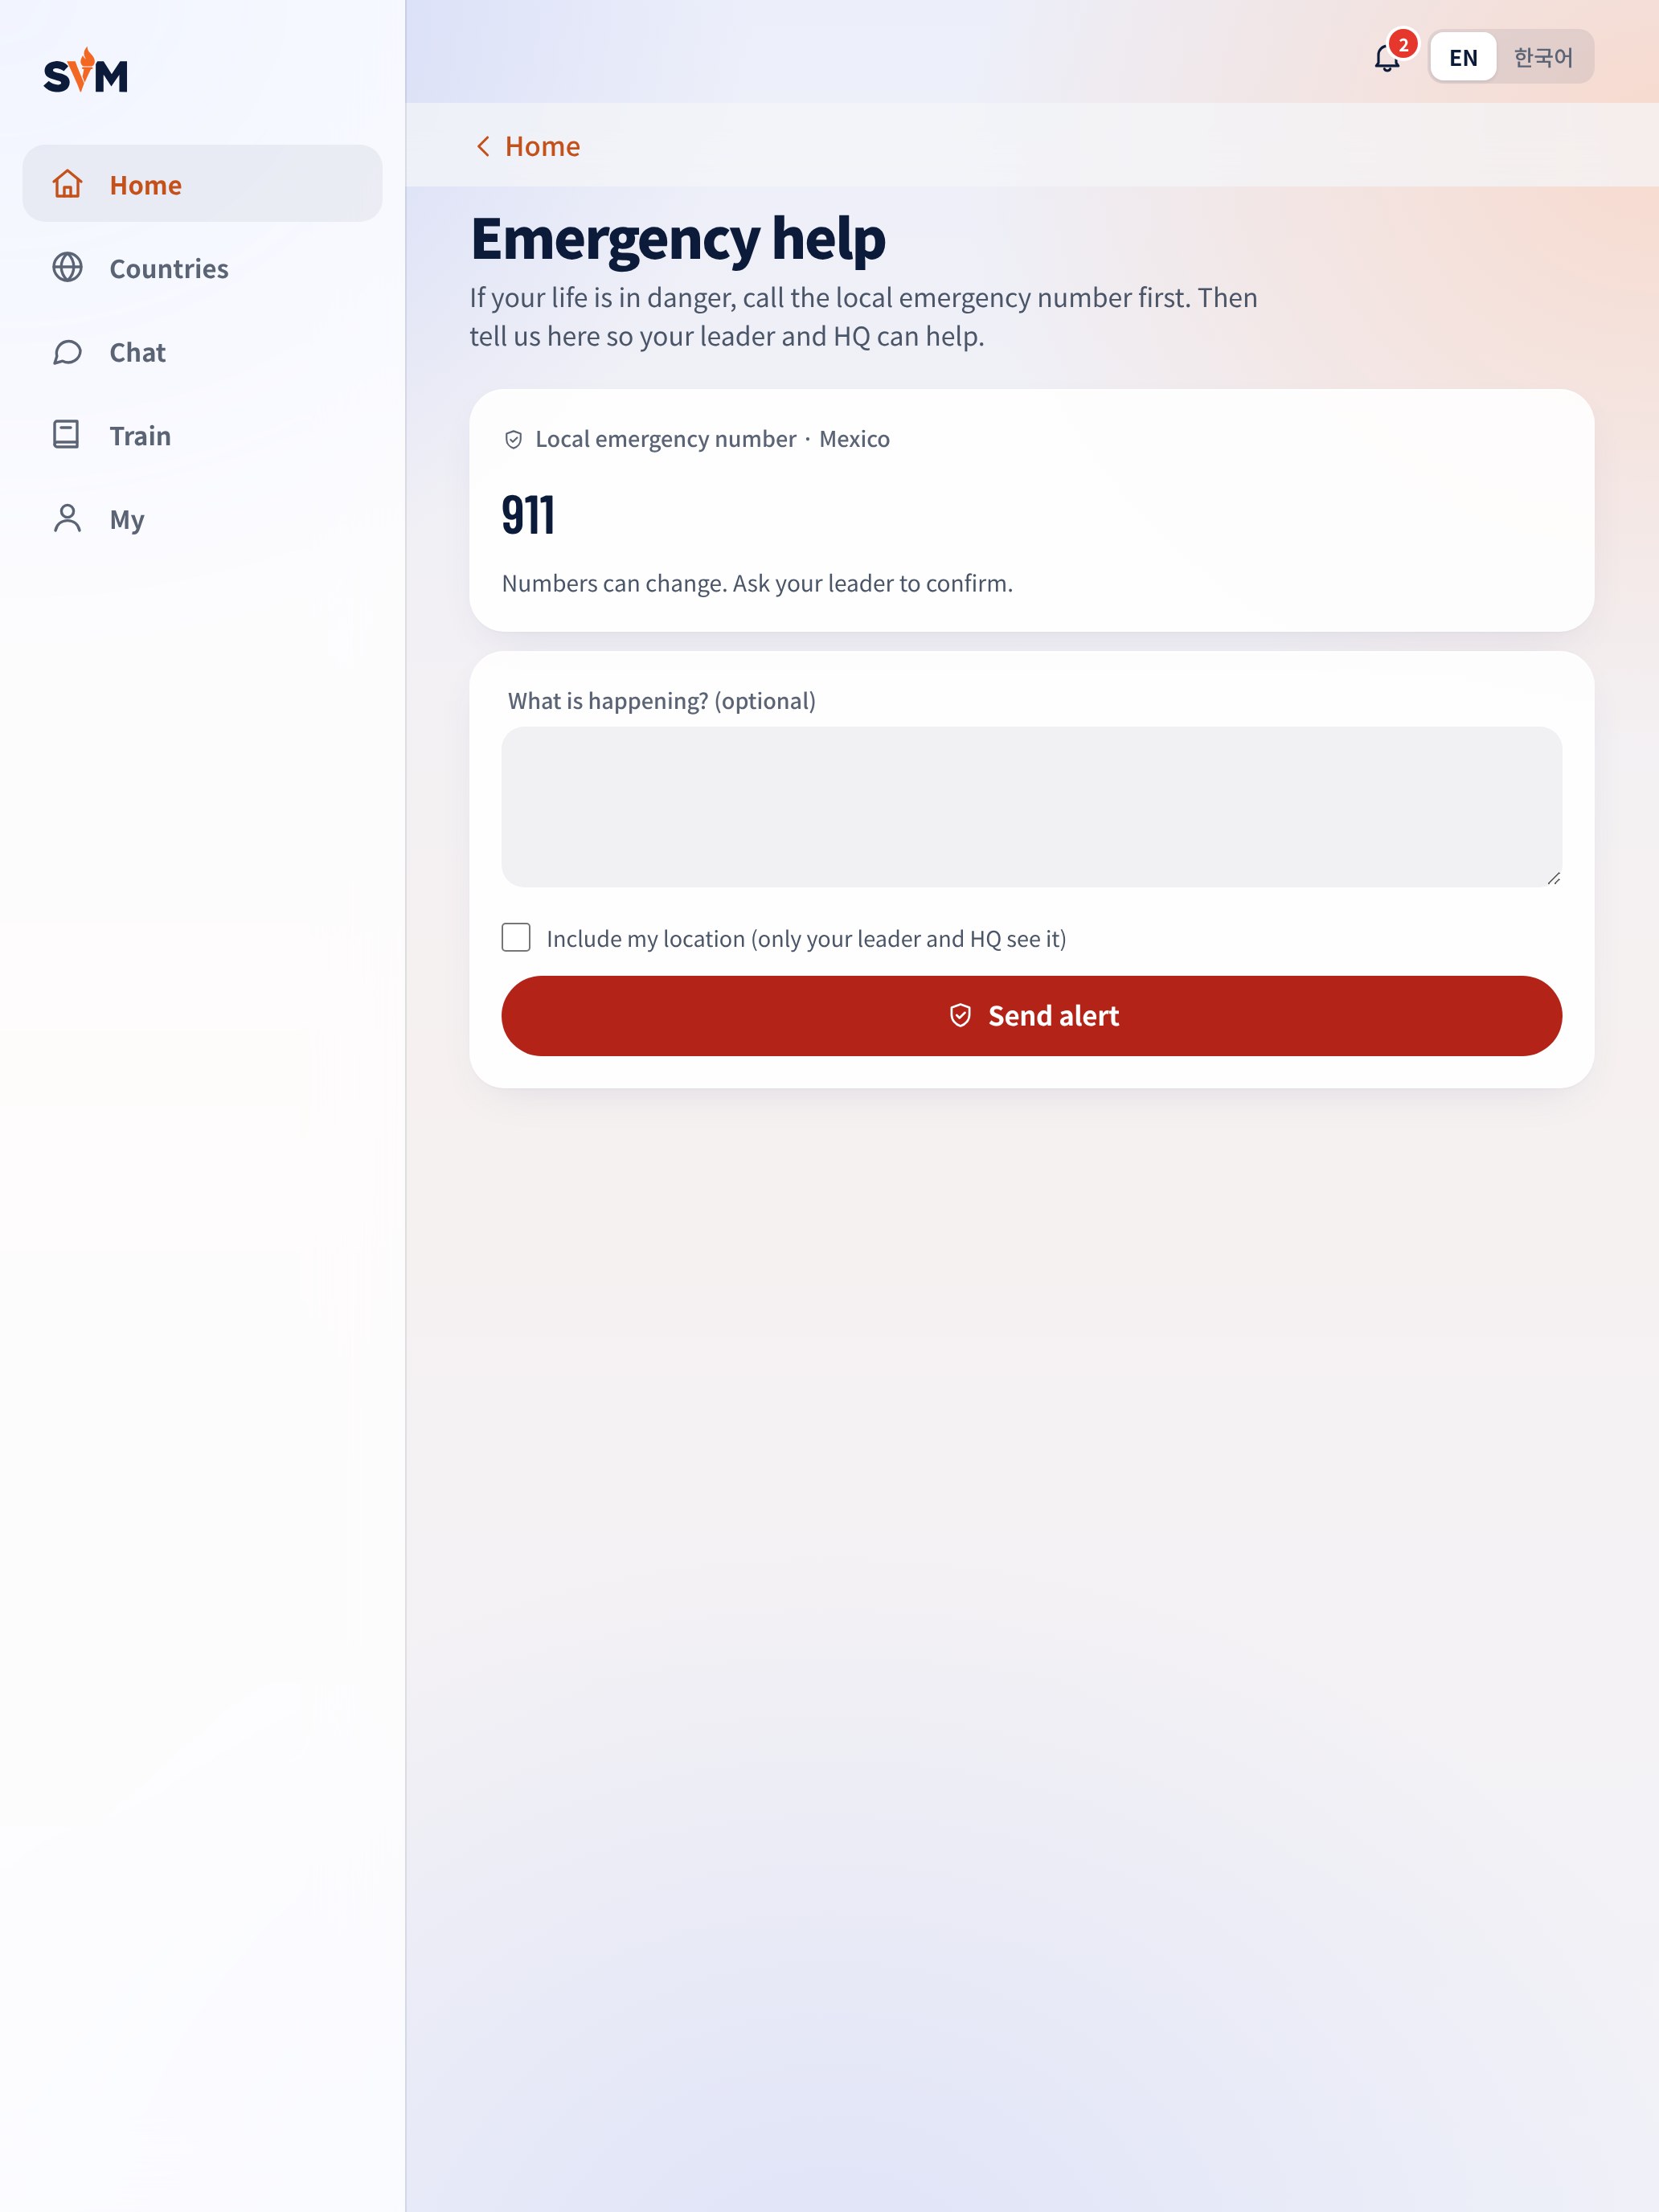 SVM
Home
Countries
Chat
Train
My
2
EN
한국어
Home
Emergency help
If your life is in danger, call the local emergency number first. Then
tell us here so your leader and HQ can help.
Local emergency number · Mexico
911
Numbers can change. Ask your leader to confirm.
What is happening? (optional)
Include my location (only your leader and HQ see it)
Send alert